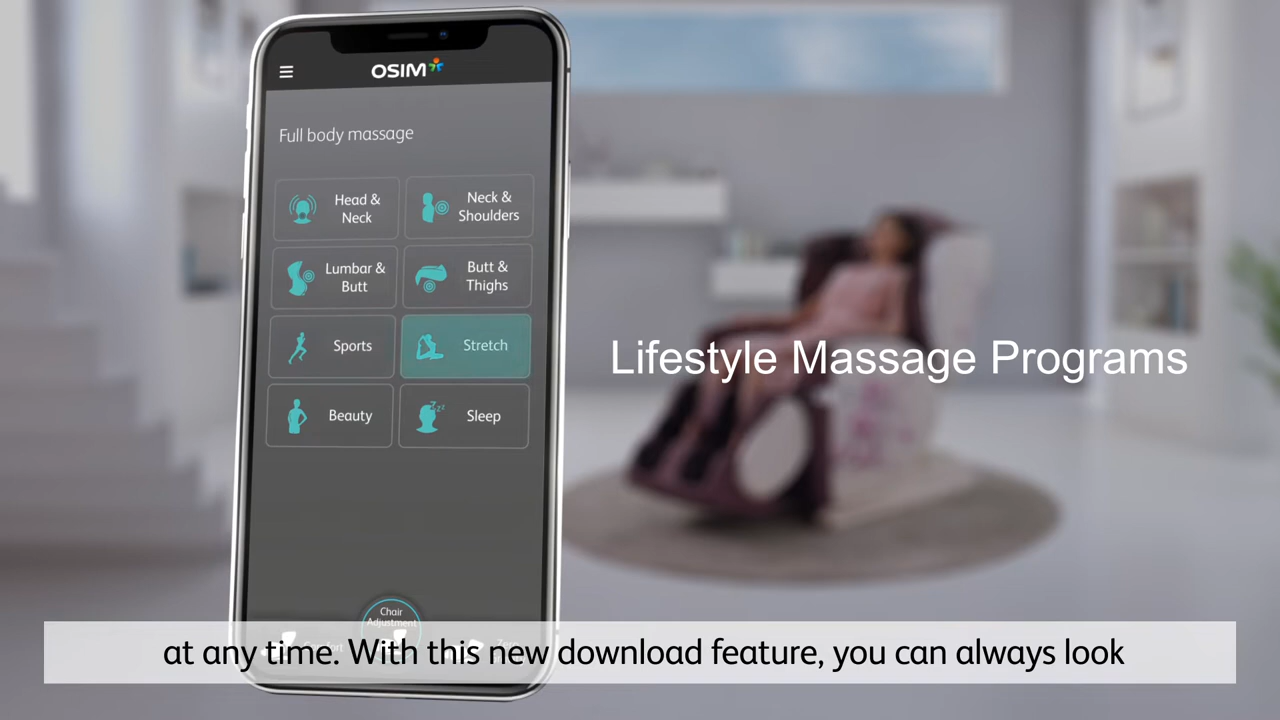 OSIM
Full body massage
Head &
Neck
Neck &
Shoulders
Lumbar &
Butt
Butt &
Thighs
Sports
Stretch
Beauty
Sleep
Lifestyle Massage Programs
Chair
Adjustment
at any time. With this new download feature, you can always look